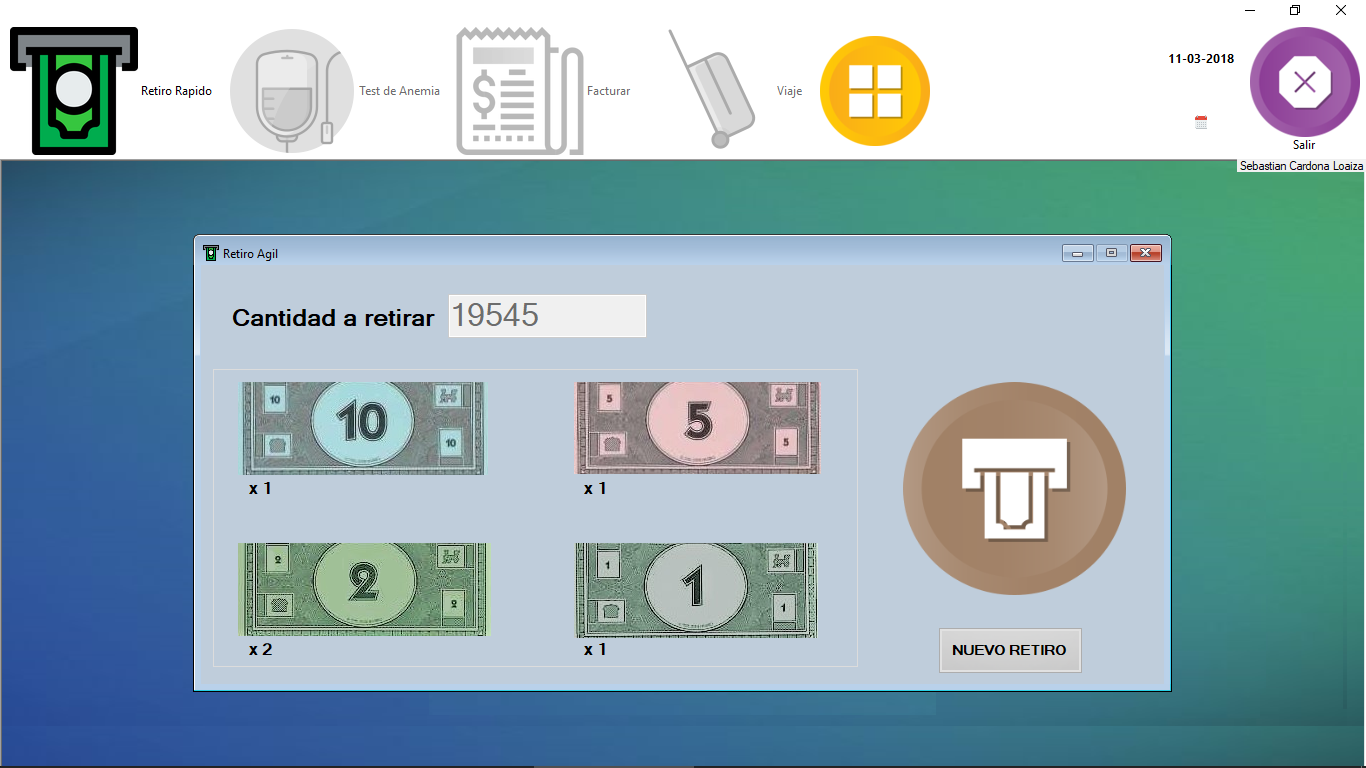 11-03-2018
Retiro Rapido
Test de Anemia
$
Facturar
Viaje
Salir
Sebastian Cardona Loaiza
Retiro Agil
Cantidad a retirar 19545
10
10
10
x 1
5
5
5
x 1
2
2
2
x 2
1
1
1
x 1
NUEVO RETIRO